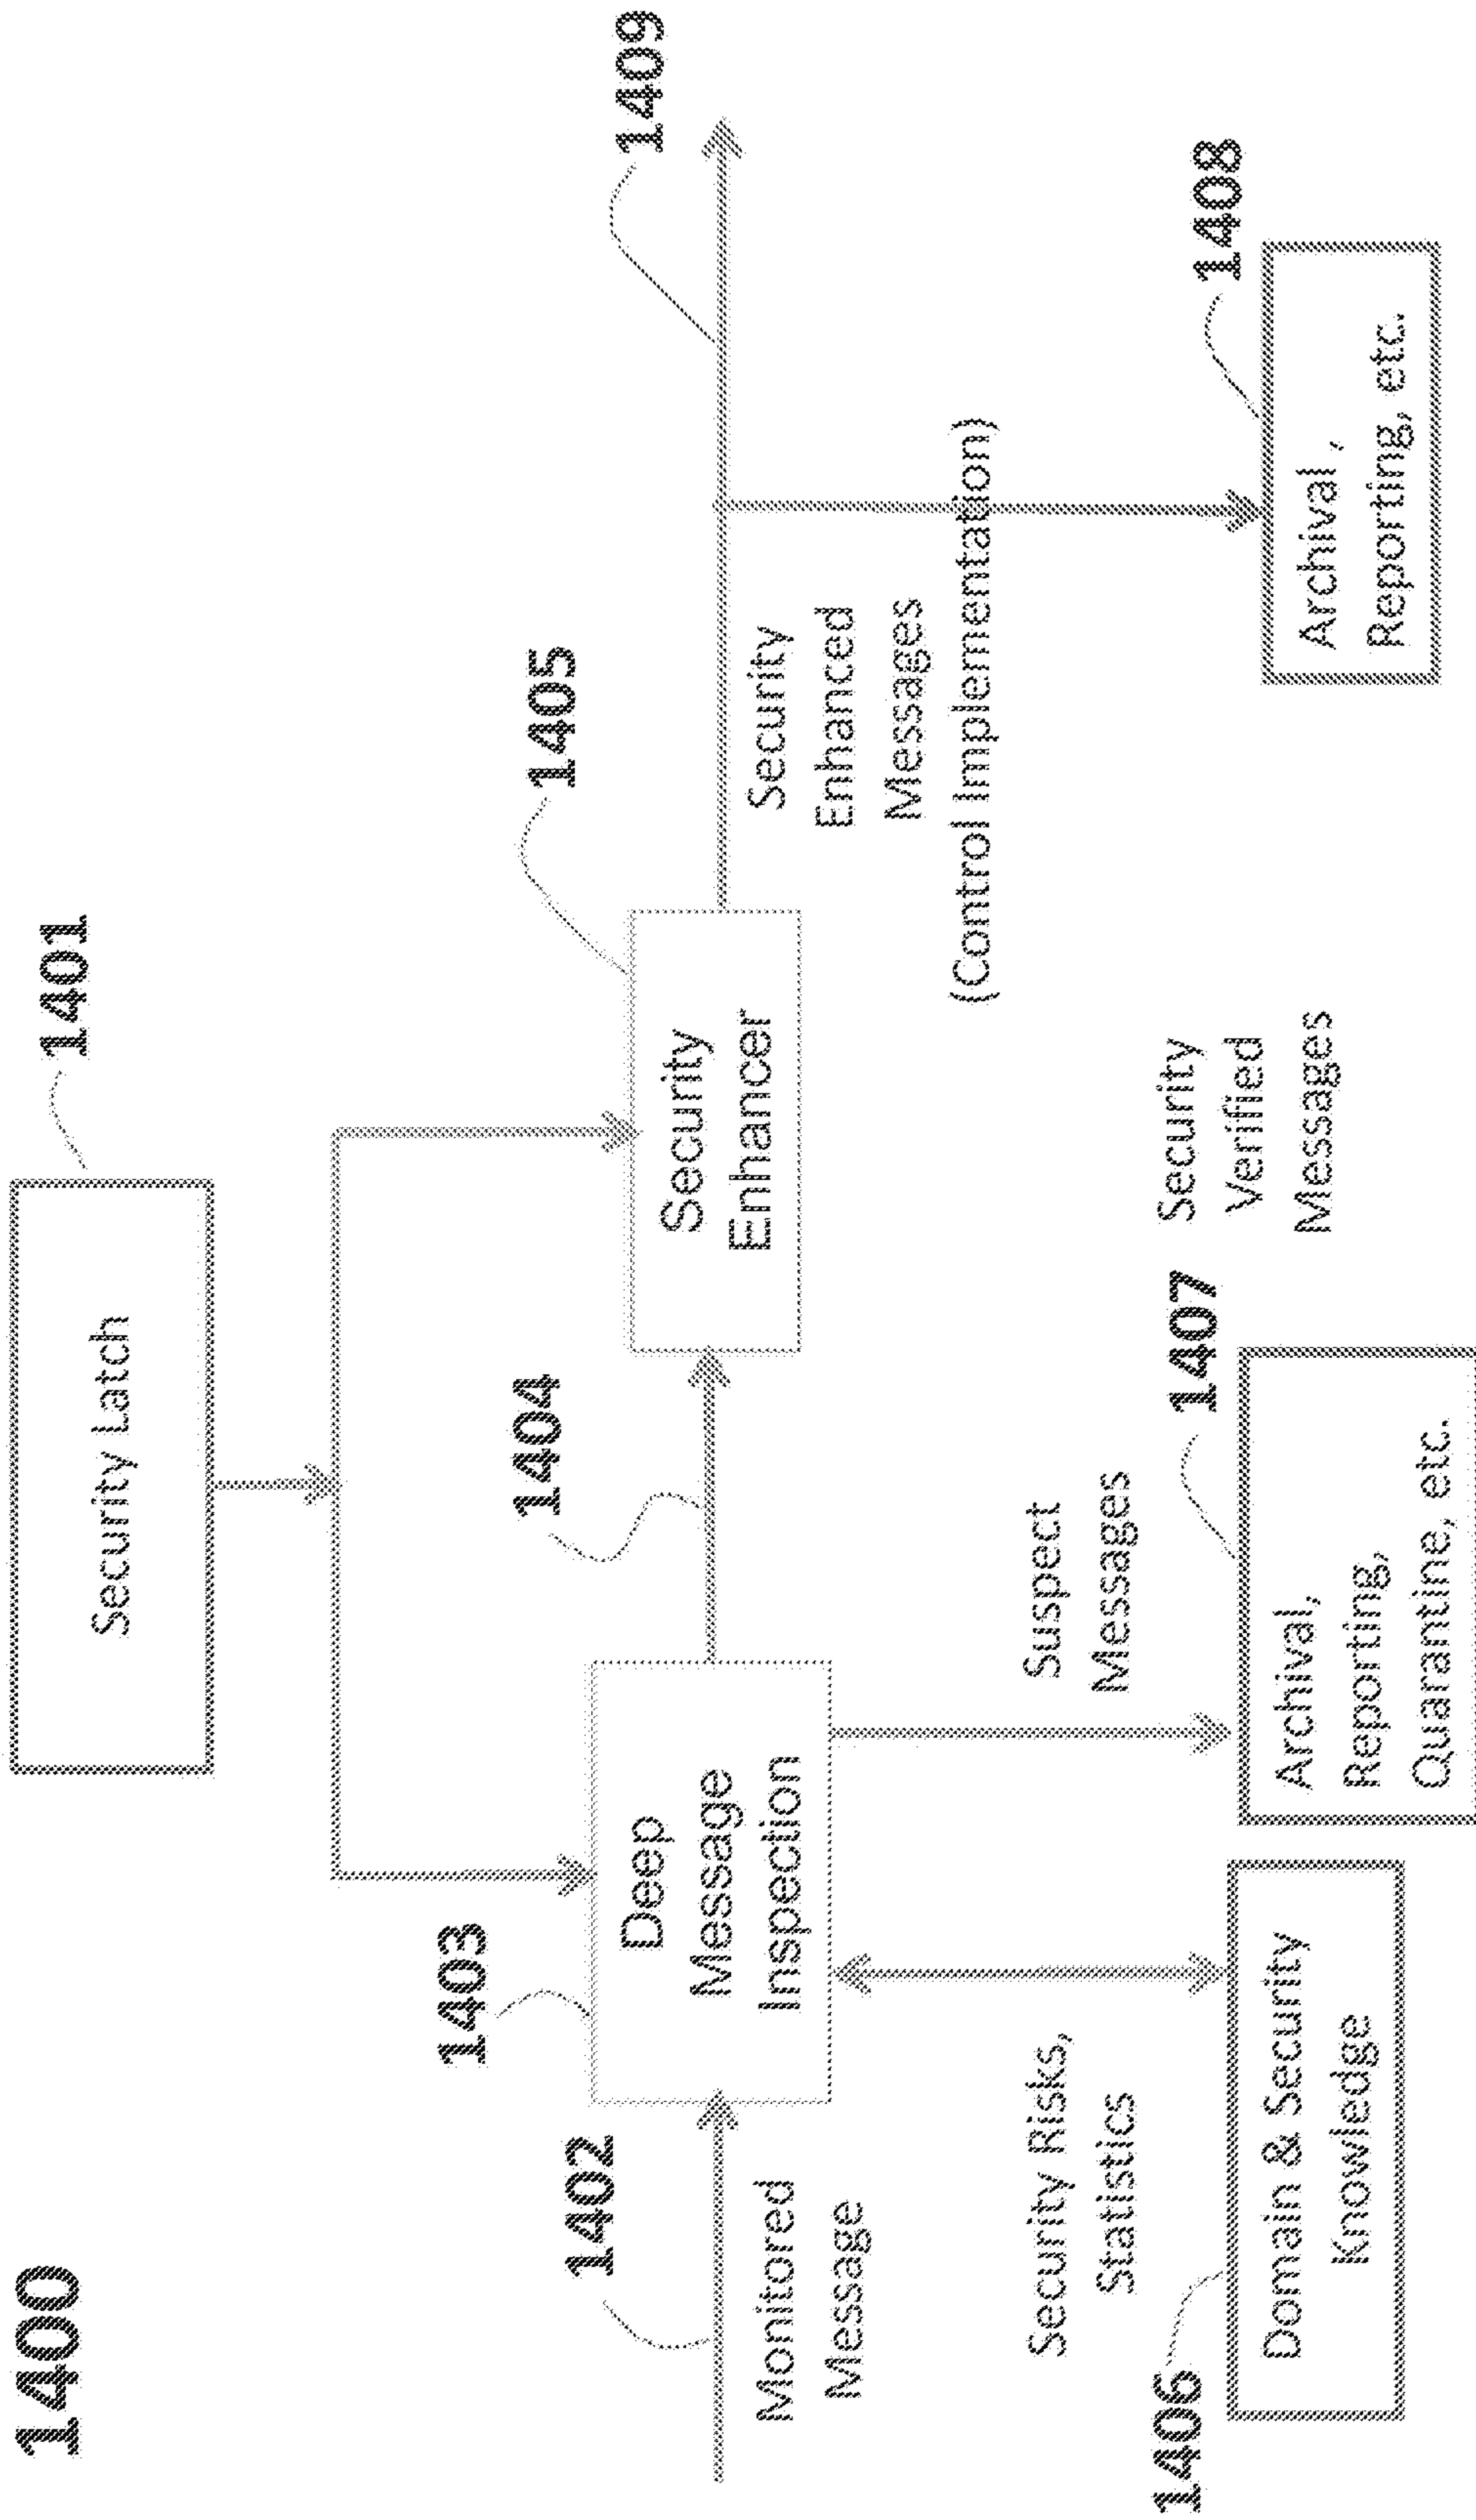 1400
1401
Security Latch
1403
1404
1405
1409
1402
Deep
Message
Inspection
Security
Enhancer
Monitored
Message
Security
Enhanced
Messages
(Control Implementation)
Security Risks,
Statistics
Suspect
Messages
Security
Verified
Messages
1406
1407
1408
Domain & Security
Knowledge
Archival,
Reporting,
Quarantine, etc.
Archival ,
Reporting, etc.